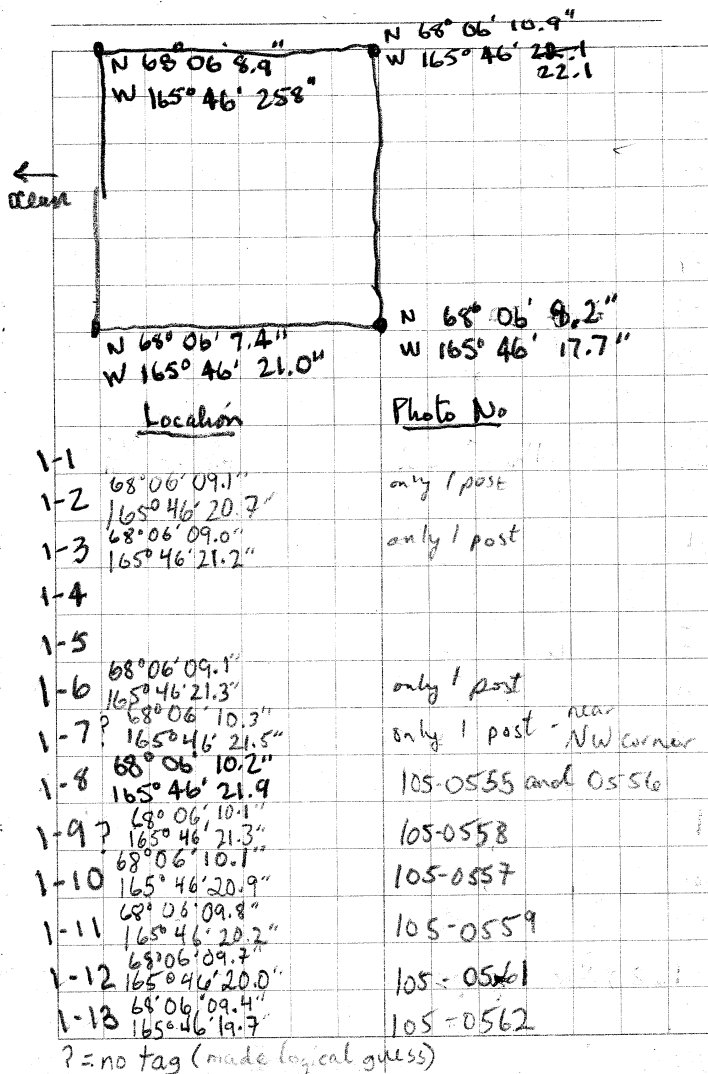 N 68° 06' 10.9"
W 165° 46' 22.1
22.1
N 68° 06' 8.9"
W 165° 46' 258"
←
ocean
N 68° 06' 8.2"
W 165° 46' 17.7"
N 68° 06' 7.4"
W 165° 46' 21.0"
Location Photo No
1-1
68°06'09.1" only 1 post
1-2 165°46'20.7"
68°06'09.0" only 1 post
1-3 165°46'21.2"
1-4
1-5
68°06'09.1"
1-6 165°46'21.3" only 1 post
68°06'10.3"
1-7? 165°46'21.5" only 1 post - near NW corner
68° 06' 10.2"
1-8 165° 46' 21.9 105-0555 and 0556
68° 06' 10.1"
1-9? 165°46'21.3" 105-0558
68°06'10.1"
1-10 165°46'20.9" 105-0557
68°06'09.8"
1-11 165°46'20.2" 105-0559
68°06'09.7"
1-12 165°46'20.0" 105-0561
68°06'09.4"
1-13 165°46'19.7" 105-0562
? = no tag (made logical guess)